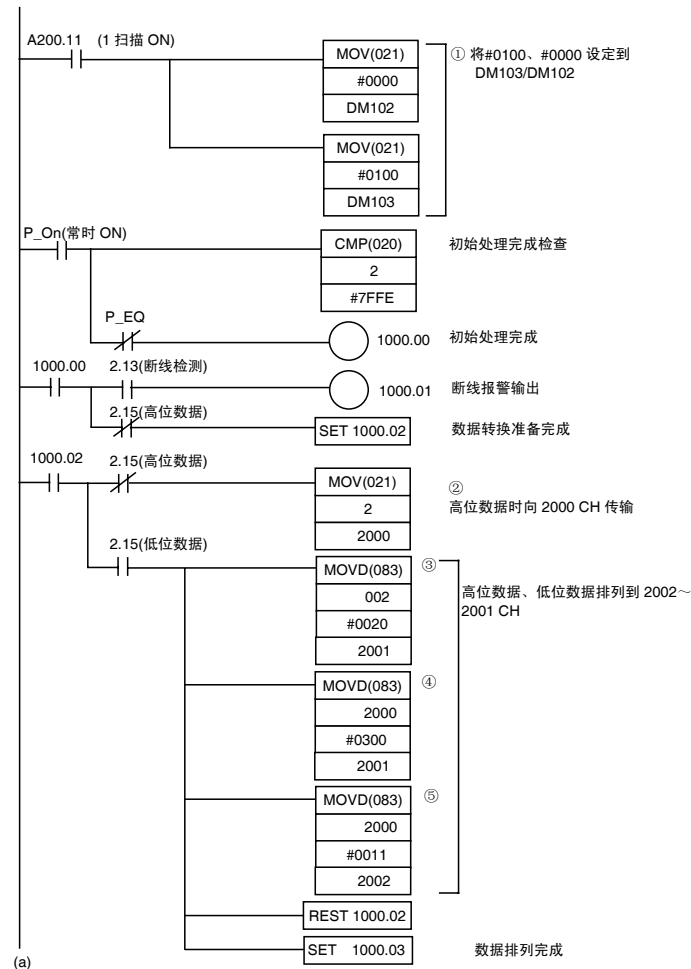 A200.11 (1 扫描 ON)
MOV(021)
#0000
DM102
① 将#0100、#0000 设定到
DM103/DM102
MOV(021)
#0100
DM103
P_On(常时 ON)
CMP(020)
2
#7FFE
初始处理完成检查
P_EQ
1000.00
初始处理完成
1000.00
2.13(断线检测)
1000.01
断线报警输出
2.15(高位数据)
SET 1000.02
数据转换准备完成
1000.02
2.15(高位数据)
MOV(021)
2
2000
②
高位数据时向 2000 CH 传输
2.15(低位数据)
MOVD(083)
002
#0020
2001
③
高位数据、低位数据排列到 2002～
2001 CH
MOVD(083)
2000
#0300
2001
④
MOVD(083)
2000
#0011
2002
⑤
REST 1000.02
SET 1000.03
数据排列完成
(a)